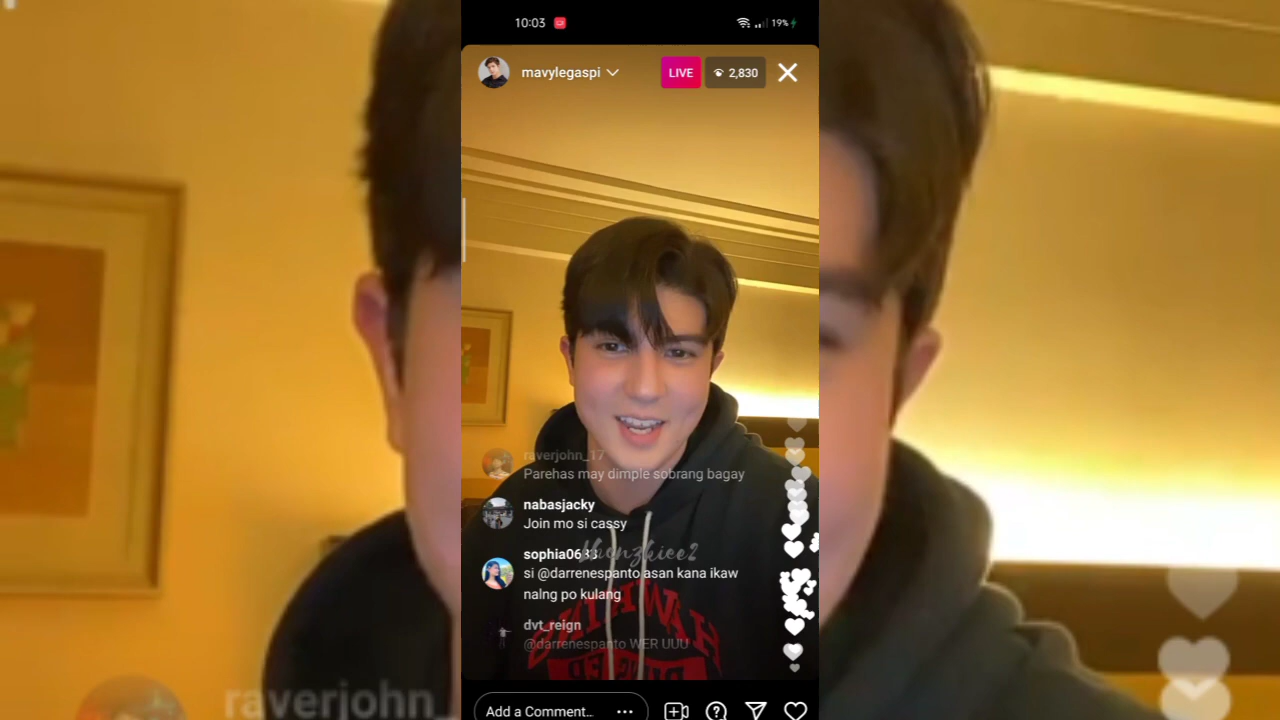 10:03
19%
mavylegaspi
LIVE
2,830
raverjohn_17
Parehas may dimple sobrang bagay
nabasjacky
Join mo si cassy
sophia0633
si @darrenespanto asan kana ikaw
nalng po kulang
dvt_reign
@darrenespanto WER UUU
Add a Comment..
raverjohn_